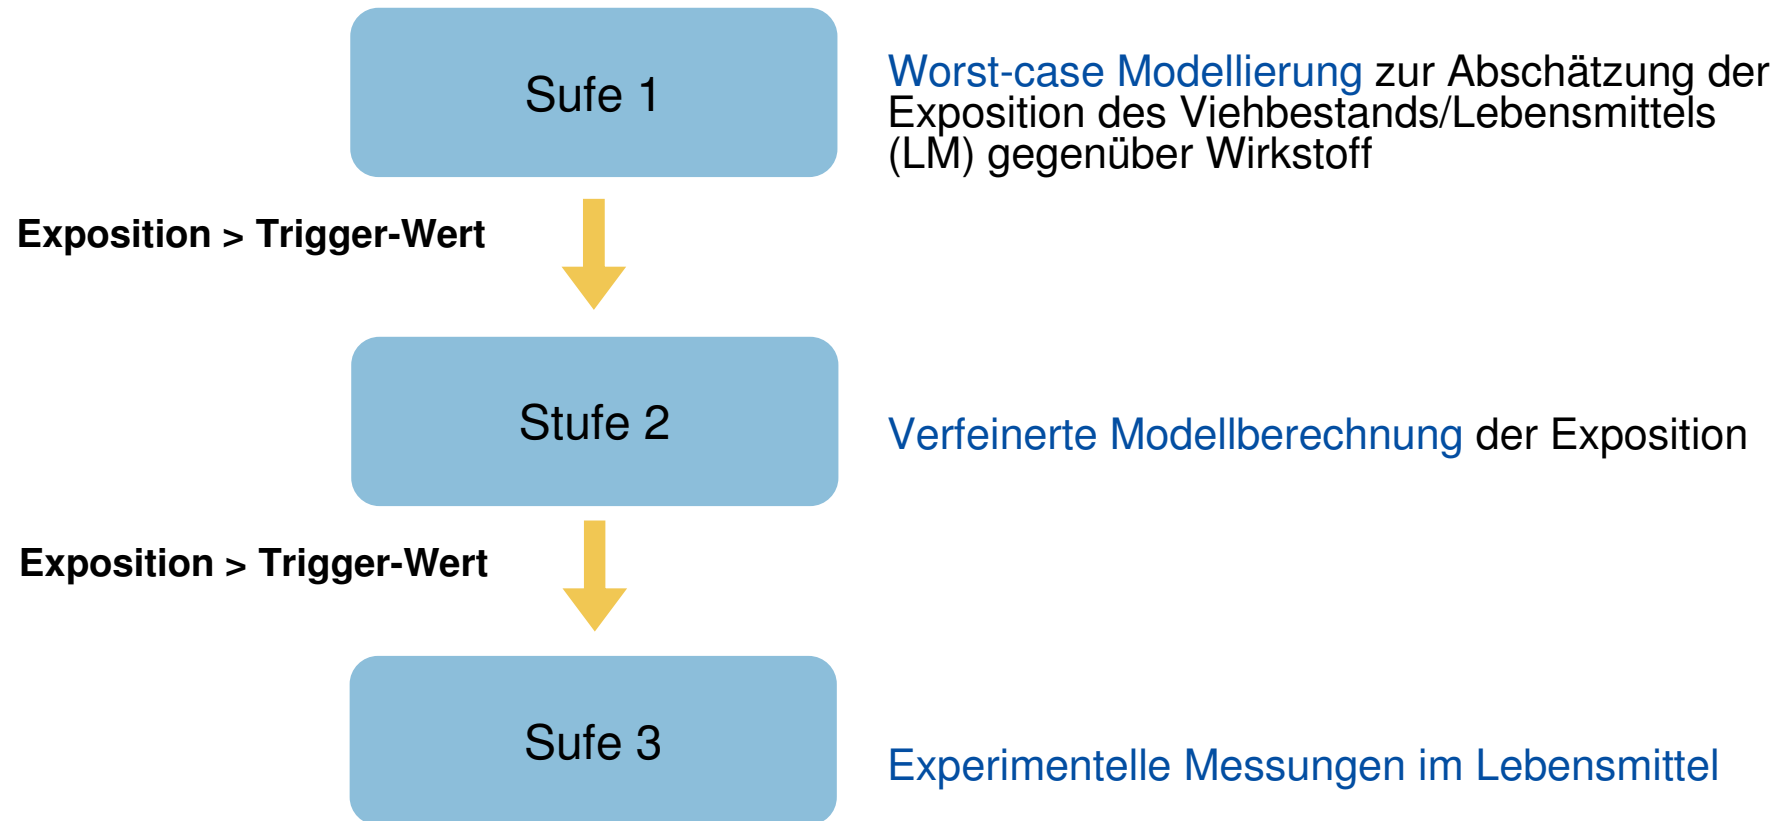 Sufe 1
Worst-case Modellierung zur Abschätzung der
Exposition des Viehbestands/Lebensmittels
(LM) gegenüber Wirkstoff
Exposition > Trigger-Wert
Stufe 2
Verfeinerte Modellberechnung der Exposition
Exposition > Trigger-Wert
Sufe 3
Experimentelle Messungen im Lebensmittel